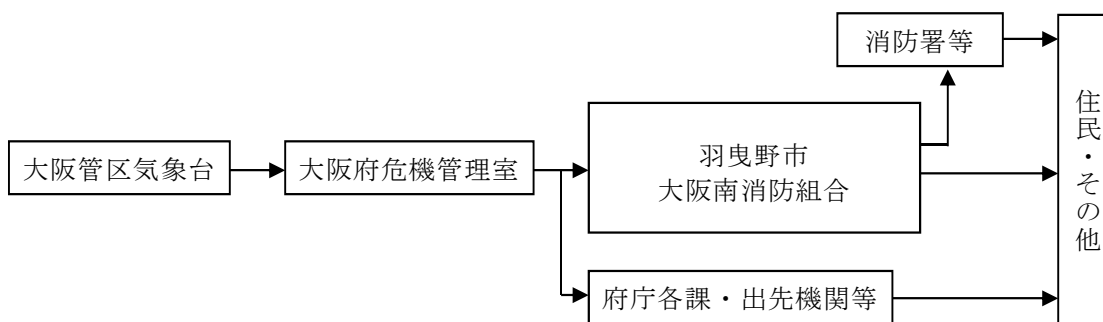 消防署等
大阪管区気象台
大阪府危機管理室
羽曳野市
大阪南消防組合
府庁各課・出先機関等
住民・その他